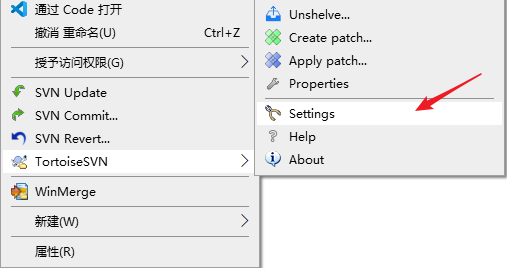 通过 Code 打开
撤消 重命名(U) Ctrl+Z
授予访问权限(G)
SVN Update
SVN Commit...
SVN Revert...
TortoiseSVN
WinMerge
新建(W)
属性(R)
Unshelve...
Create patch...
Apply patch...
Properties
Settings
Help
About